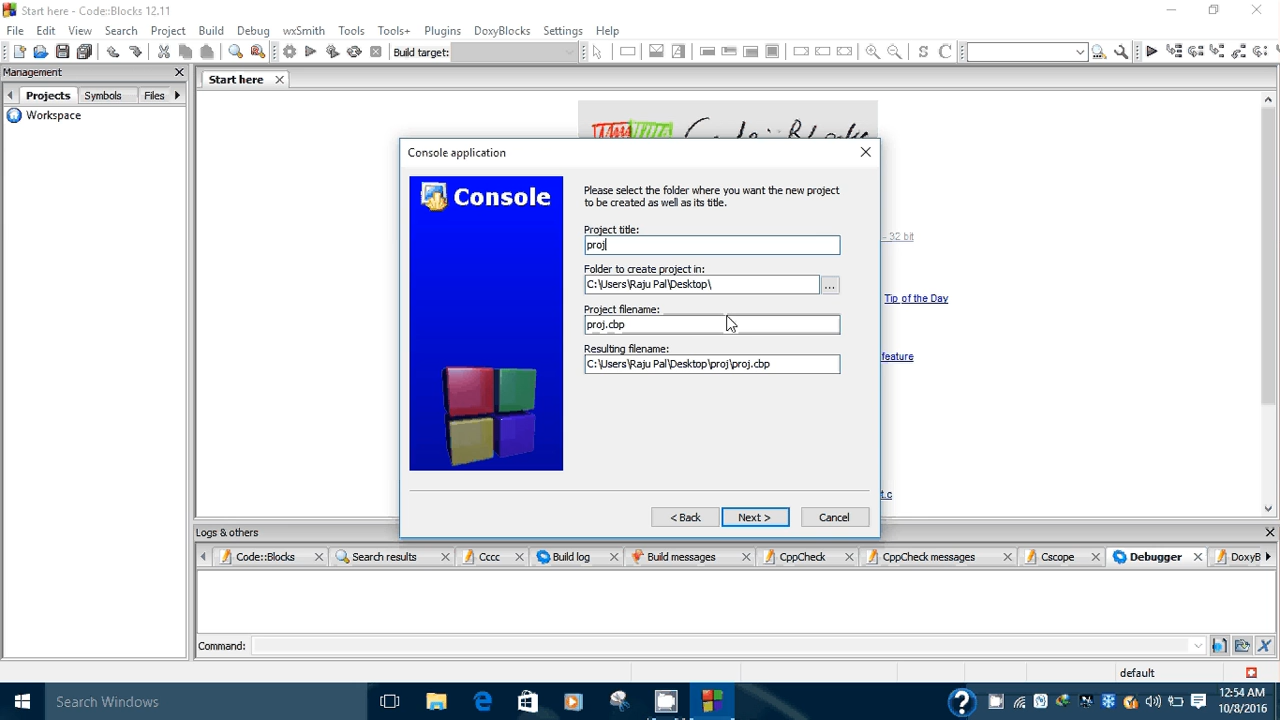 Start here - Code::Blocks 12.11
File Edit View Search Project Build Debug wxSmith Tools Tools+ Plugins DoxyBlocks Settings Help
Build target:
Management
Projects Symbols Files
Workspace
Start here
Code::Blocks
- 32 bit
Tip of the Day
feature
t.c
Console application
Console
Please select the folder where you want the new project
to be created as well as its title.
Project title:
proj
Folder to create project in:
C:\Users\Raju Pal\Desktop\
...
Project filename:
proj.cbp
Resulting filename:
C:\Users\Raju Pal\Desktop\proj\proj.cbp
< Back Next > Cancel
Logs & others
Code::Blocks Search results Cccc Build log Build messages CppCheck CppCheck messages Cscope Debugger DoxyB
Command:
default
Search Windows
12:54 AM
10/8/2016